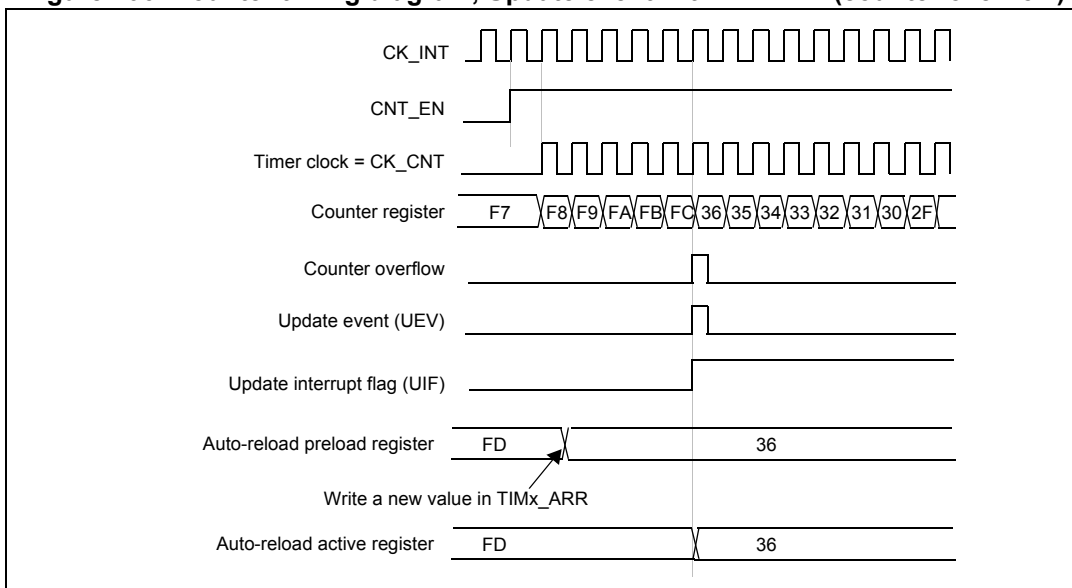 CK_INT
CNT_EN
Timer clock = CK_CNT
Counter register F7 F8 F9 FA FB FC 36 35 34 33 32 31 30 2F
Counter overflow
Update event (UEV)
Update interrupt flag (UIF)
Auto-reload preload register FD 36
Write a new value in TIMx_ARR
Auto-reload active register FD 36